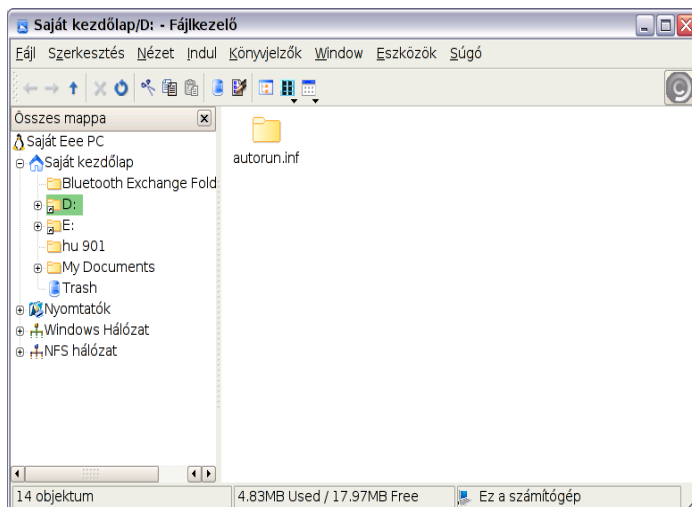 Saját kezdőlap/D: - Fájlkezelő
Fájl Szerkesztés Nézet Indul Könyvjelzők Window Eszközök Súgó
Összes mappa
Saját Eee PC
Saját kezdőlap
Bluetooth Exchange Fold
D:
E:
hu 901
My Documents
Trash
Nyomtatók
Windows Hálózat
NFS hálózat
autorun.inf
14 objektum 4.83MB Used / 17.97MB Free Ez a számítógép